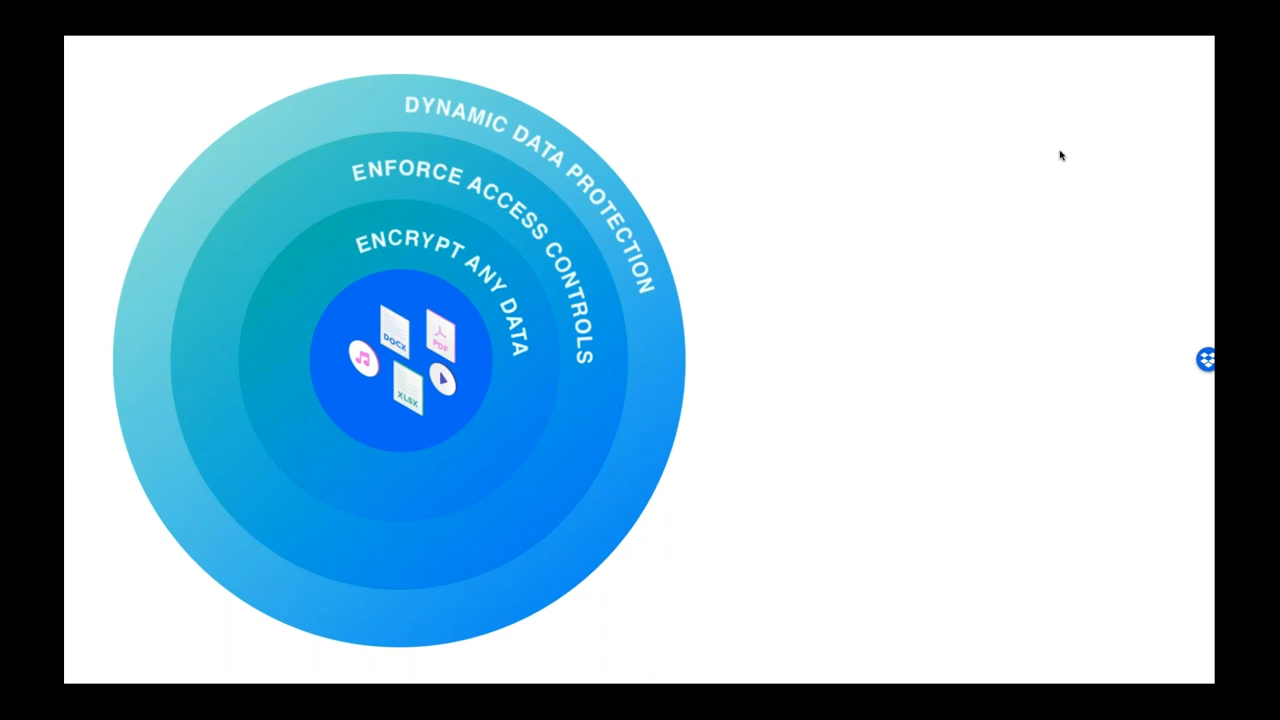 DYNAMIC DATA PROTECTION
ENFORCE ACCESS CONTROLS
ENCRYPT ANY DATA
DOCX
PDF
XLSX